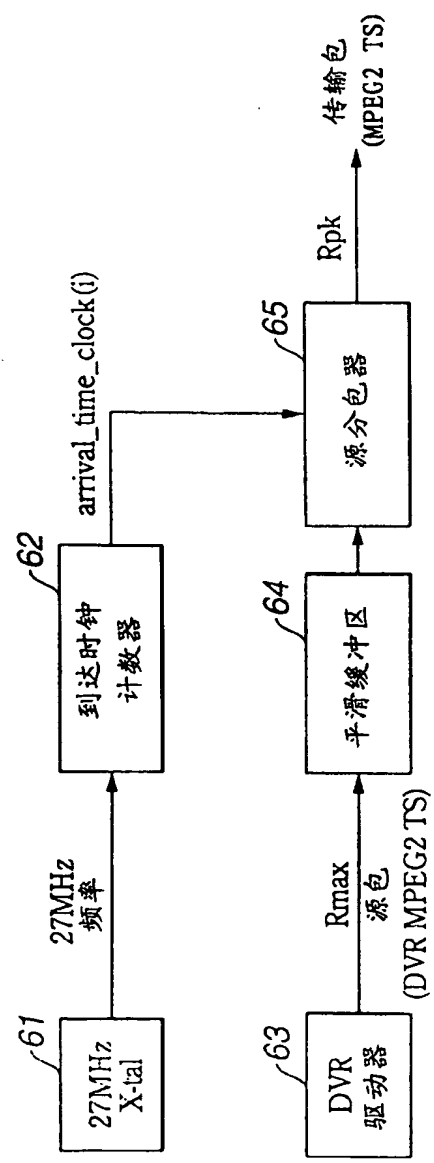 61
27MHz
X-tal
27MHz
频率
62
到达时钟
计数器
arrival_time_clock(i)
63
DVR
驱动器
Rmax
源包
(DVR MPEG2 TS)
64
平滑缓冲区
65
源分包器
Rpk
传输包
(MPEG2 TS)